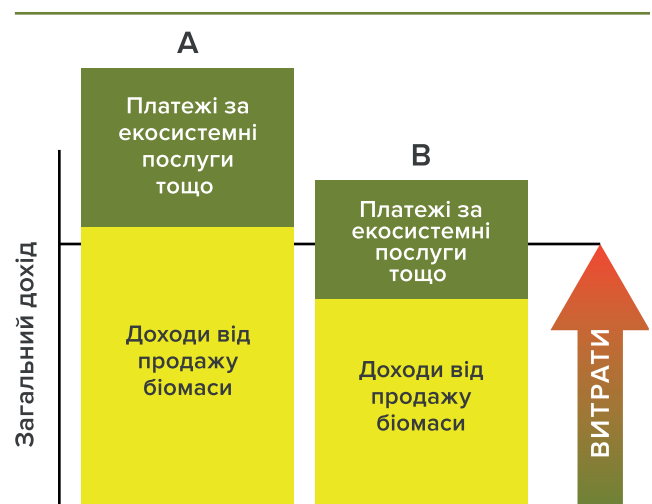 A
Платежі за
екосистемні
послуги
тощо
B
Платежі за
екосистемні
послуги
тощо
Загальний дохід
Доходи від
продажу
біомаси
Доходи від
продажу
біомаси
ВИТРАТИ